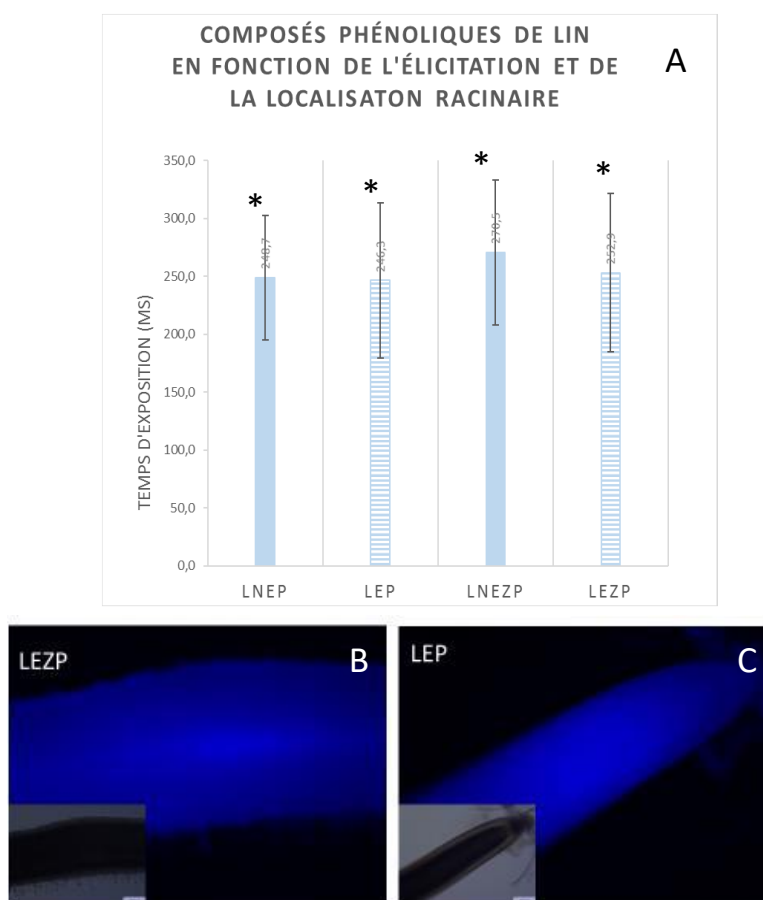 COMPOSÉS PHÉNOLIQUES DE LIN
EN FONCTION DE L'ÉLICITATION ET DE
LA LOCALISATON RACINAIRE
A
TEMPS D'EXPOSITION (MS)
350,0
300,0
250,0
200,0
150,0
100,0
50,0
0,0
*
*
*
*
248,7
246,3
270,5
252,9
LNEP
LEP
LNEZP
LEZP
LEZP
B
LEP
C